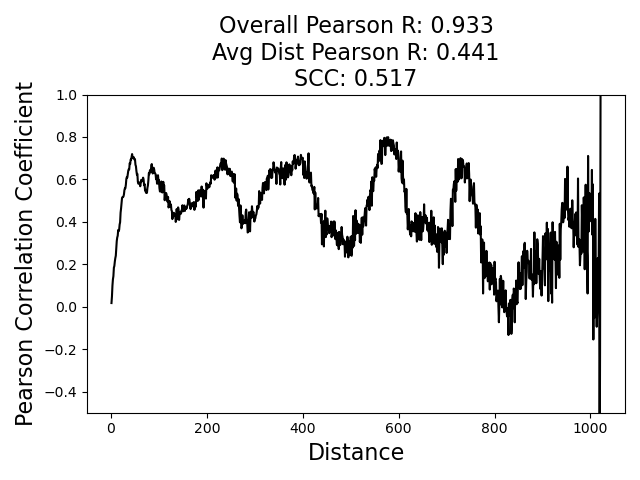 Overall Pearson R: 0.933
Avg Dist Pearson R: 0.441
SCC: 0.517
Pearson Correlation Coefficient
1.0
0.8
0.6
0.4
0.2
0.0
−0.2
−0.4
0 200 400 600 800 1000
Distance